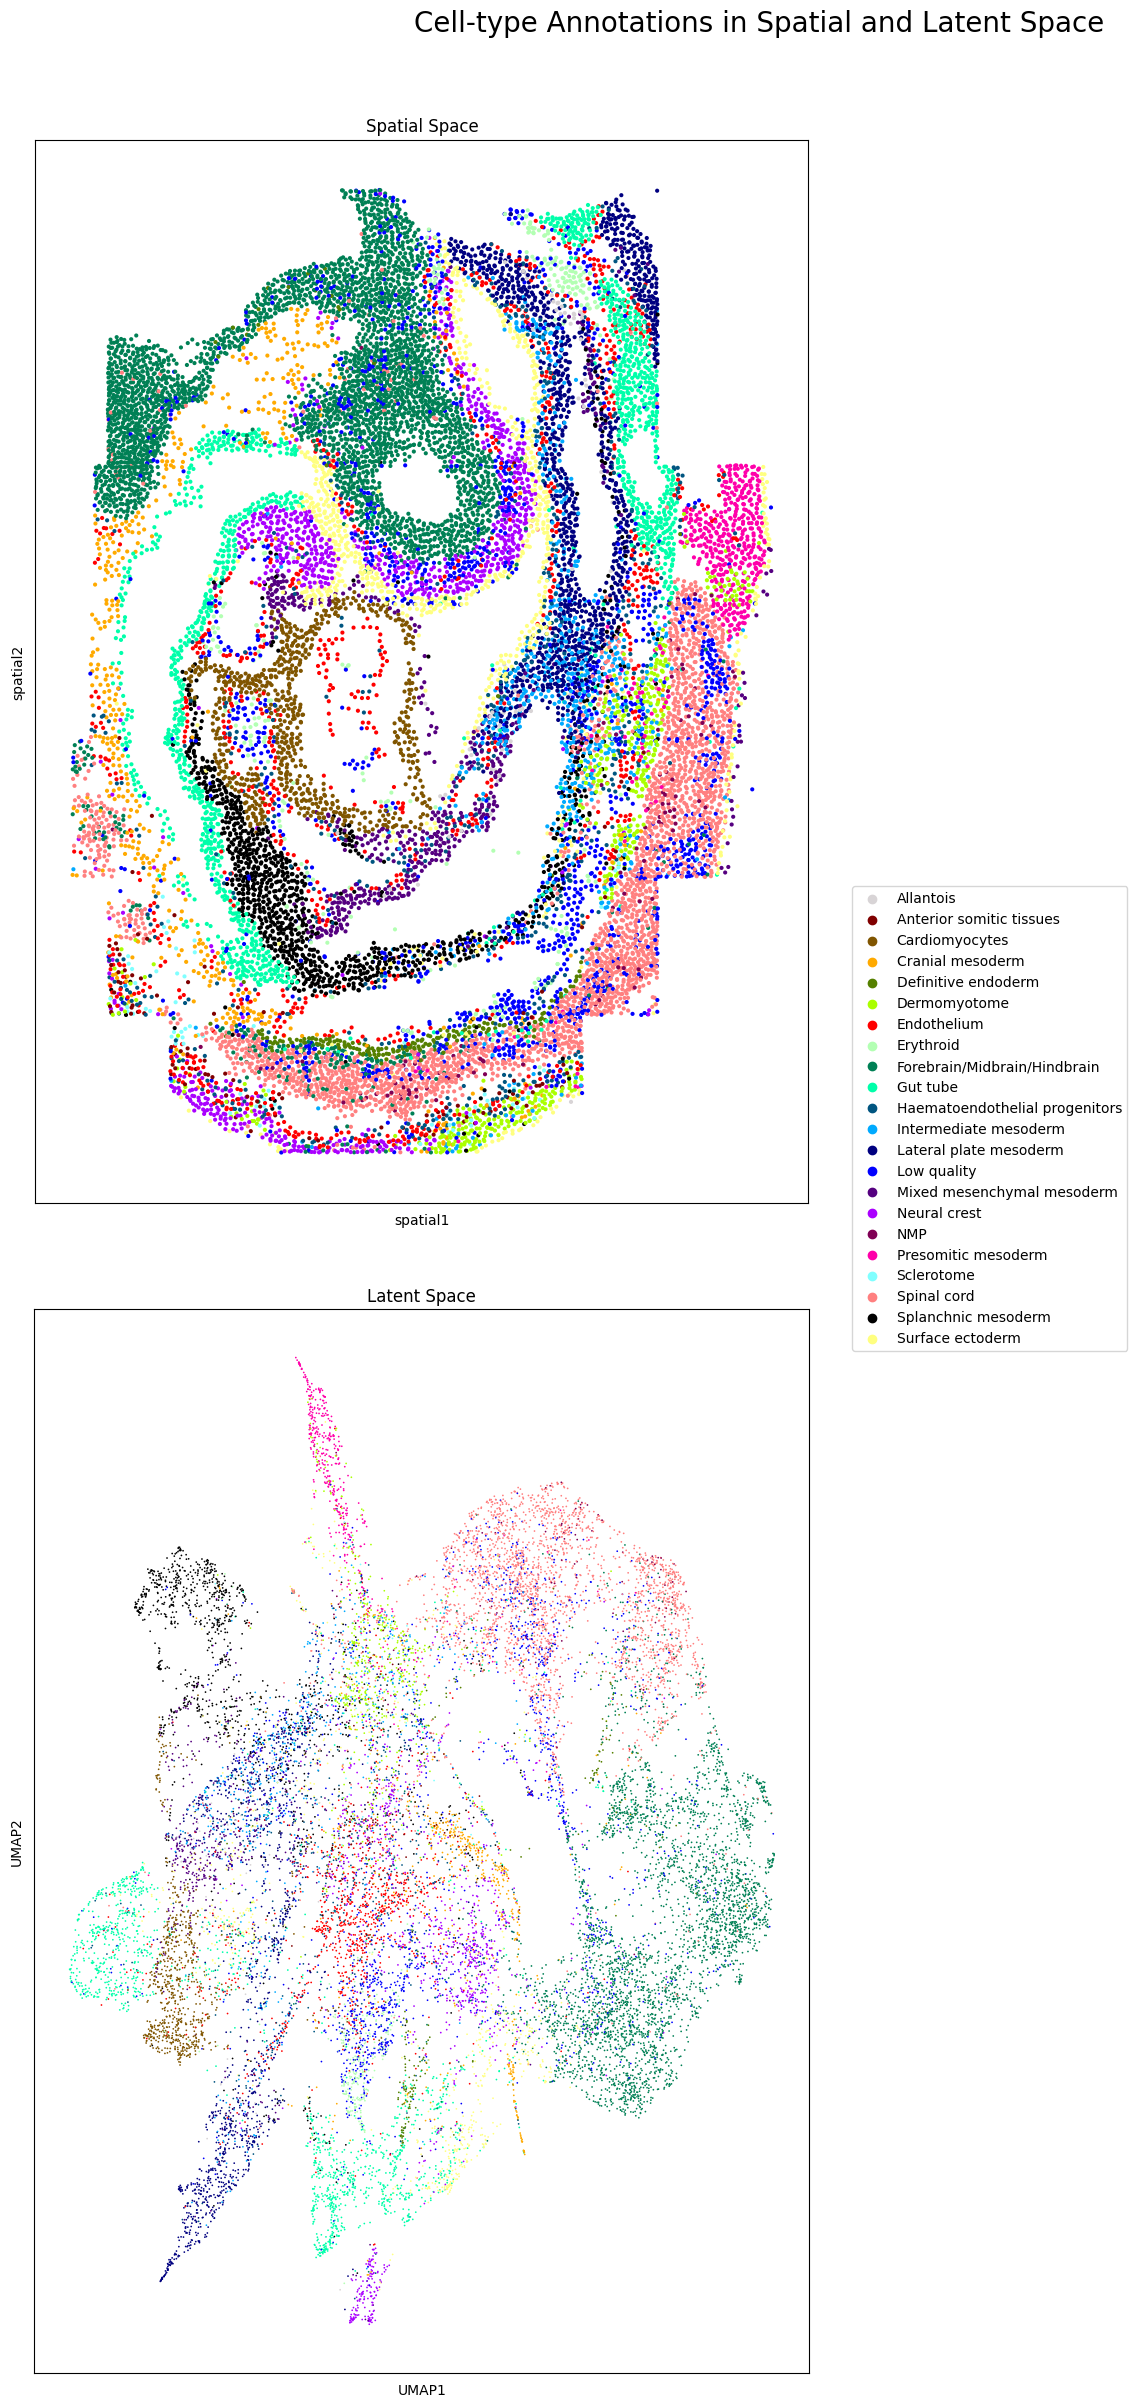 Cell-type Annotations in Spatial and Latent Space
Spatial Space
spatial2
spatial1
Allantois
Anterior somitic tissues
Cardiomyocytes
Cranial mesoderm
Definitive endoderm
Dermomyotome
Endothelium
Erythroid
Forebrain/Midbrain/Hindbrain
Gut tube
Haematoendothelial progenitors
Intermediate mesoderm
Lateral plate mesoderm
Low quality
Mixed mesenchymal mesoderm
Neural crest
NMP
Presomitic mesoderm
Sclerotome
Spinal cord
Splanchnic mesoderm
Surface ectoderm
Latent Space
UMAP2
UMAP1